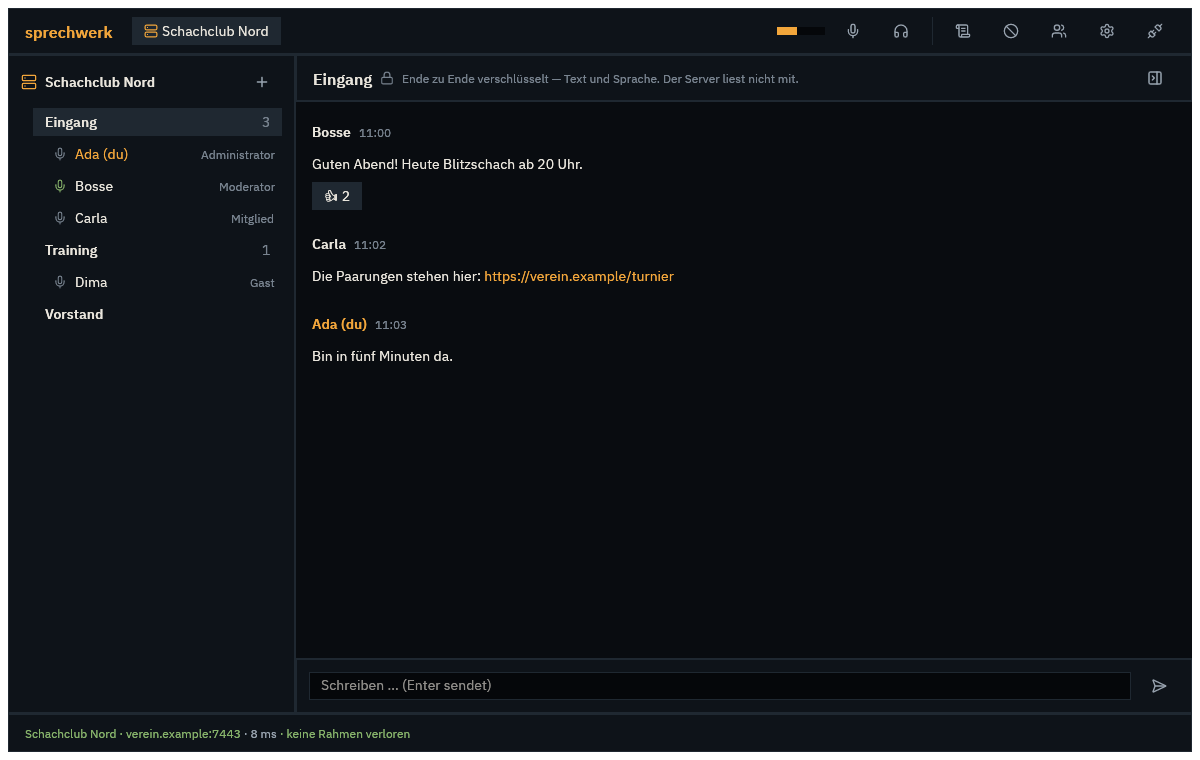 sprechwerk
Schachclub Nord
Schachclub Nord
Eingang 3
Ada (du) Administrator
Bosse Moderator
Carla Mitglied
Training 1
Dima Gast
Vorstand
Eingang Ende zu Ende verschlüsselt — Text und Sprache. Der Server liest nicht mit.
Bosse 11:00
Guten Abend! Heute Blitzschach ab 20 Uhr.
👍 2
Carla 11:02
Die Paarungen stehen hier: https://verein.example/turnier
Ada (du) 11:03
Bin in fünf Minuten da.
Schreiben ... (Enter sendet)
Schachclub Nord · verein.example:7443 · 8 ms · keine Rahmen verloren